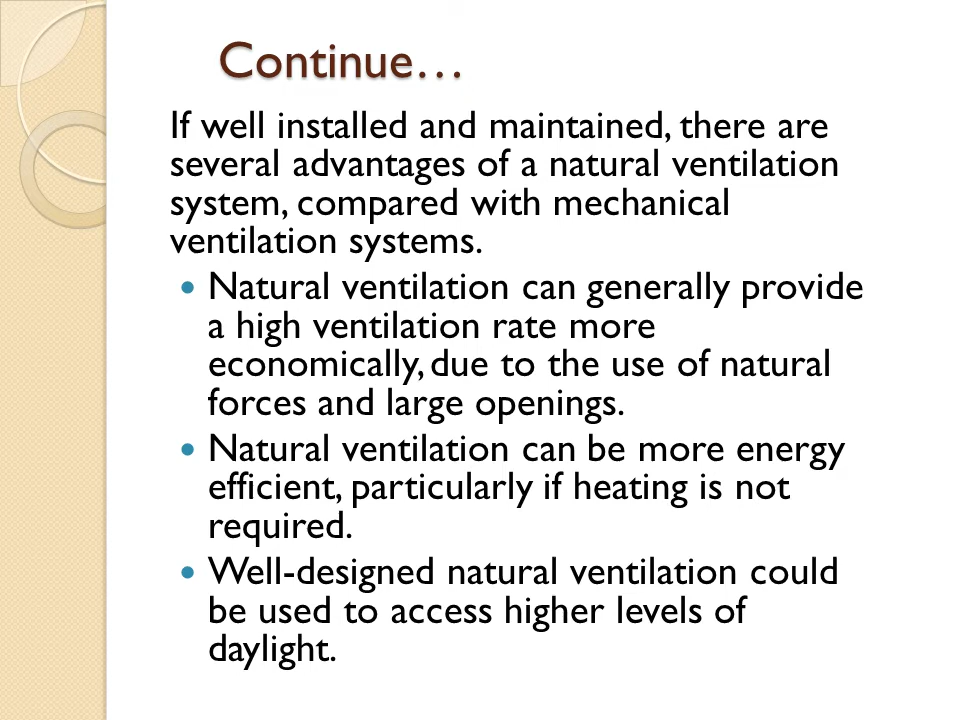 Continue…
If well installed and maintained, there are
several advantages of a natural ventilation
system, compared with mechanical
ventilation systems.
• Natural ventilation can generally provide
a high ventilation rate more
economically, due to the use of natural
forces and large openings.
• Natural ventilation can be more energy
efficient, particularly if heating is not
required.
• Well-designed natural ventilation could
be used to access higher levels of
daylight.